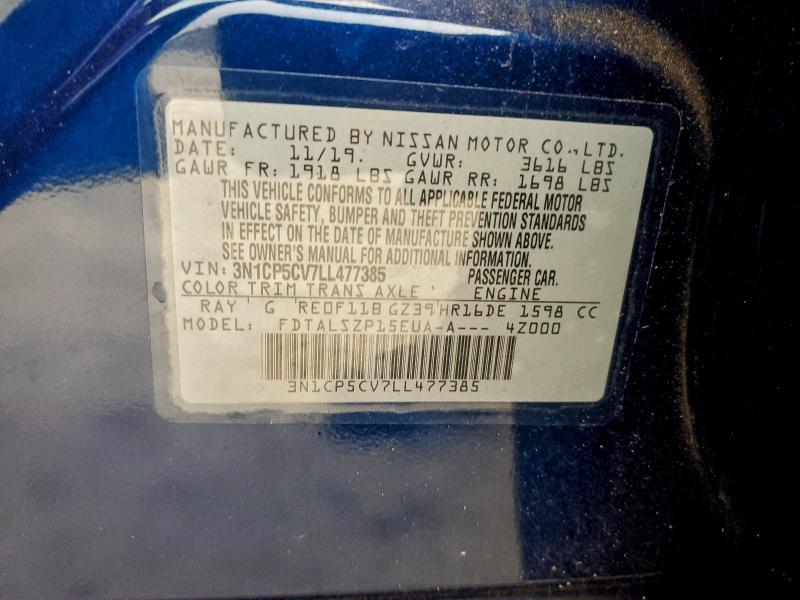 MANUFACTURED BY NISSAN MOTOR CO., LTD.
DATE: 11/19. GVWR: 3616 LBS
GAWR FR: 1918 LBS GAWR RR: 1698 LBS
THIS VEHICLE CONFORMS TO ALL APPLICABLE FEDERAL MOTOR
VEHICLE SAFETY, BUMPER AND THEFT PREVENTION STANDARDS
IN EFFECT ON THE DATE OF MANUFACTURE SHOWN ABOVE.
SEE OWNER'S MANUAL FOR ADDITIONAL INFORMATION.
VIN: 3N1CP5CV7LL477385 PASSENGER CAR.
COLOR TRIM TRANS AXLE ENGINE
RAY G RE0F11B GZ39 HR16DE 1598 CC
MODEL: FDTALSZP15EUA-A--- 4Z000
3N1CP5CV7LL477385